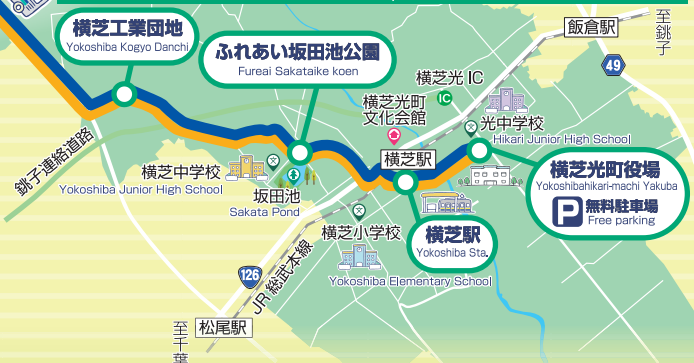 横芝工業団地
Yokoshiba Kogyo Danchi
ふれあい坂田池公園
Fureai Sakataike koen
飯倉駅
至銚子
49
横芝光IC
IC
横芝光町
文化会館
光中学校
Hikari Junior High School
銚子連絡道路
横芝中学校
Yokoshiba Junior High School
坂田池
Sakata Pond
横芝駅
横芝光町役場
Yokoshibahikari-machi Yakuba
P 無料駐車場
Free parking
横芝駅
Yokoshiba Sta.
横芝小学校
Yokoshiba Elementary School
126
JR 総武本線
松尾駅
至千葉